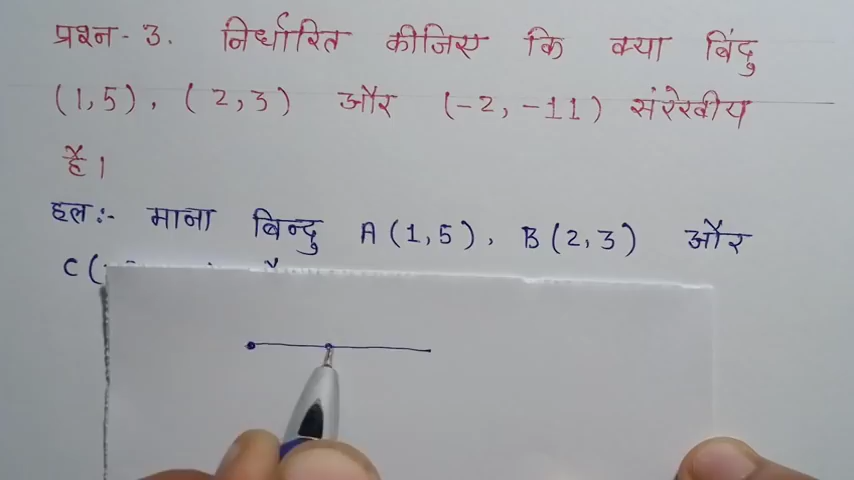 प्रश्न - 3. निर्धारित कीजिए कि क्या बिंदु
(1,5), (2,3) और (-2, -11) संरेखीय
है।
हल:- माना बिन्दु A(1,5), B(2,3) और
C(